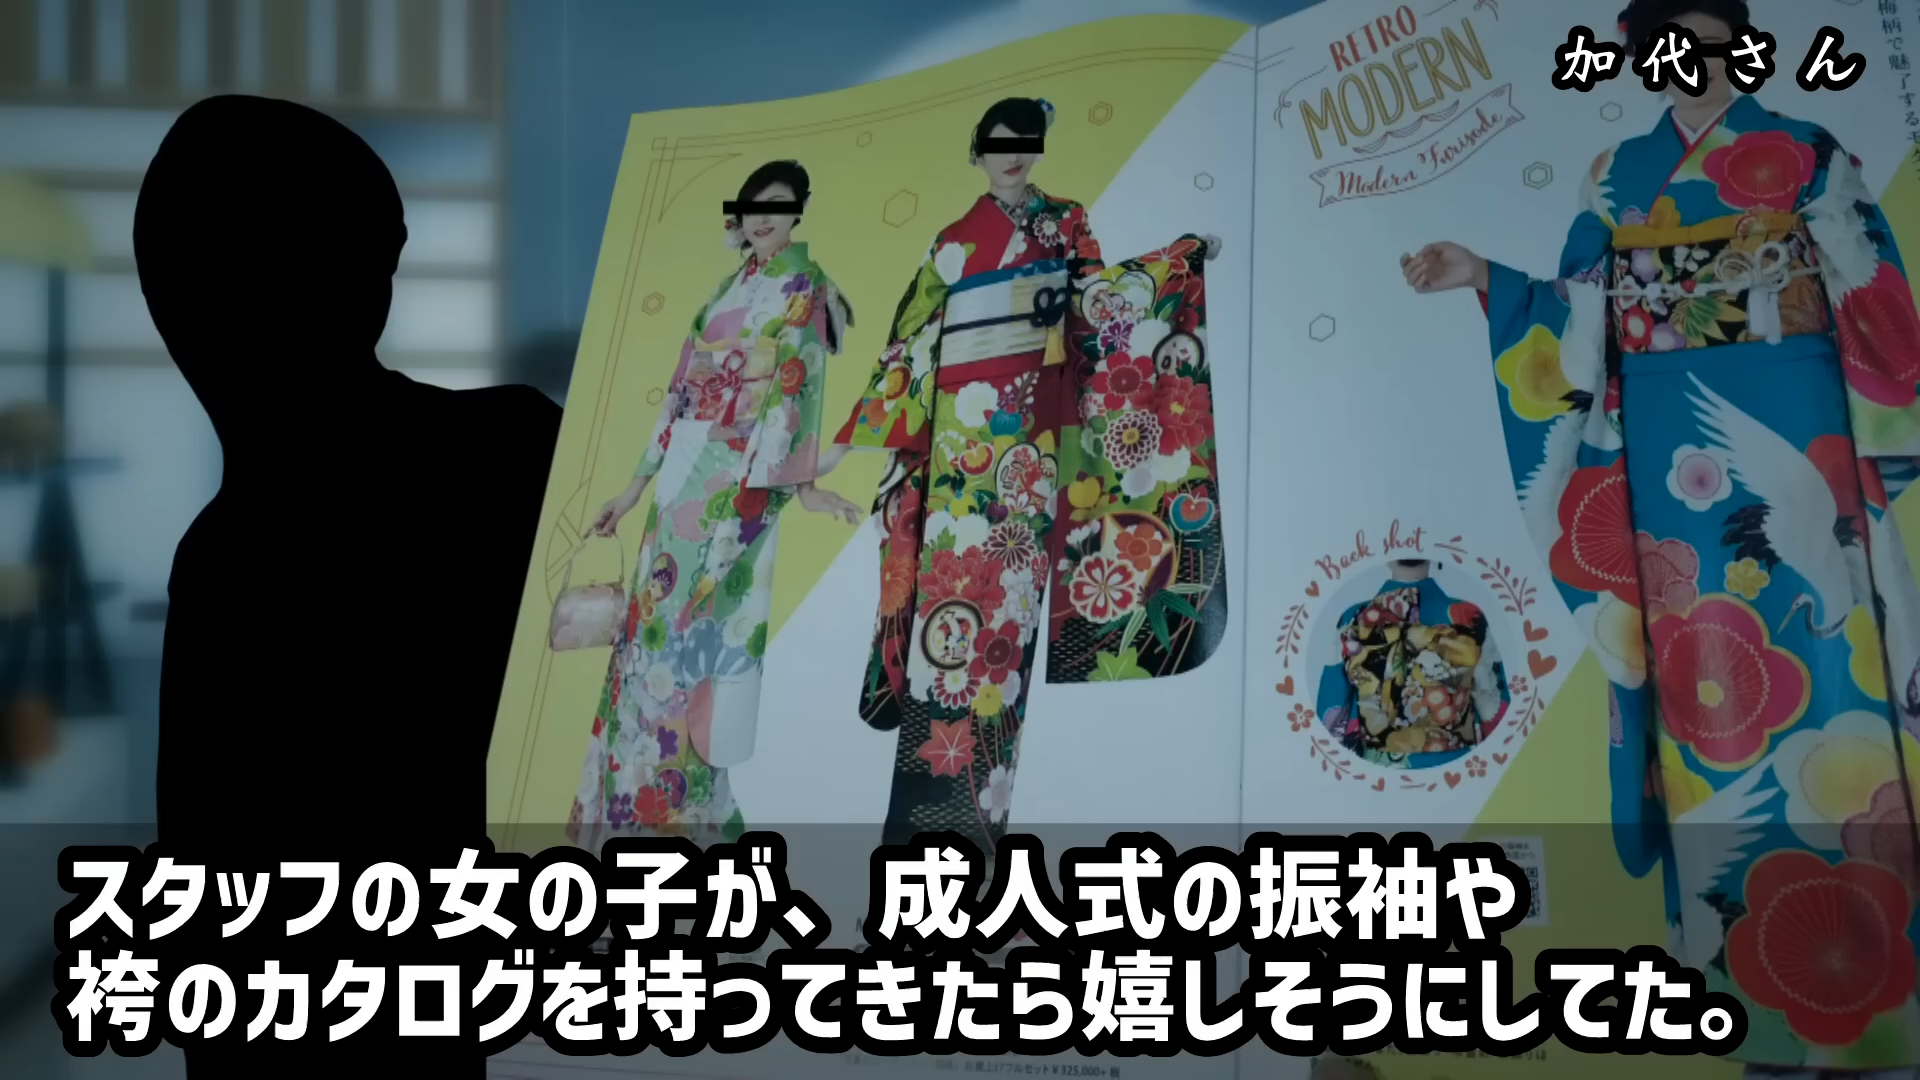 加代さん
RETRO
MODERN
Modern Furisode
Back shot
スタッフの女の子が、成人式の振袖や
袴のカタログを持ってきたら嬉しそうにしてた。